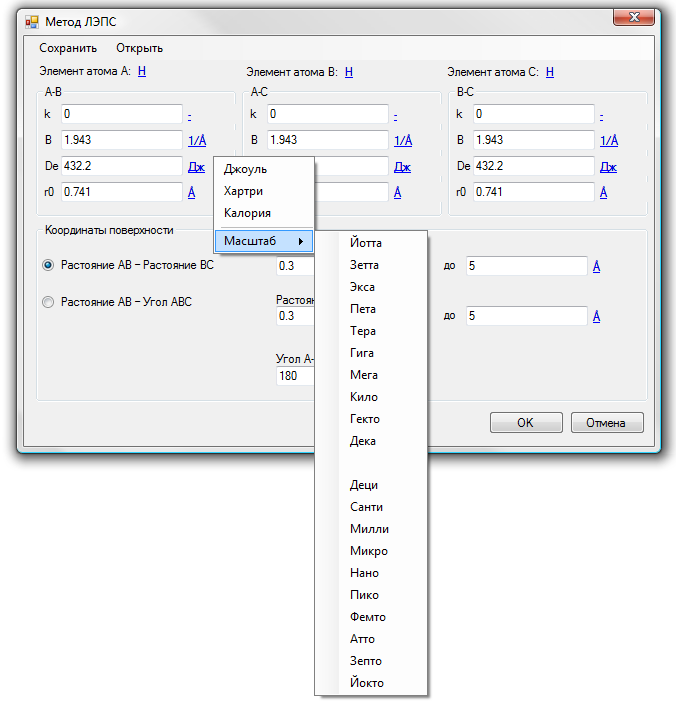 Метод ЛЭПС
Сохранить Открыть
Элемент атома A: H Элемент атома B: H Элемент атома C: H
A-B A-C B-C
k 0 - k 0 - k 0 -
B 1.943 1/Å B 1.943 1/Å B 1.943 1/Å
De 432.2 Дж Дж De 432.2 Дж
r0 0.741 Å Å r0 0.741 Å
Джоуль
Хартри
Калория
Масштаб
Координаты поверхности
Растояние AB – Растояние BC 0.3 до 5 Å
Растояние AB – Угол ABC Растоян
0.3 до 5 Å
Угол A-
180
OK Отмена
Йотта
Зетта
Экса
Пета
Тера
Гига
Мега
Кило
Гекто
Дека
Деци
Санти
Милли
Микро
Нано
Пико
Фемто
Атто
Зепто
Йокто